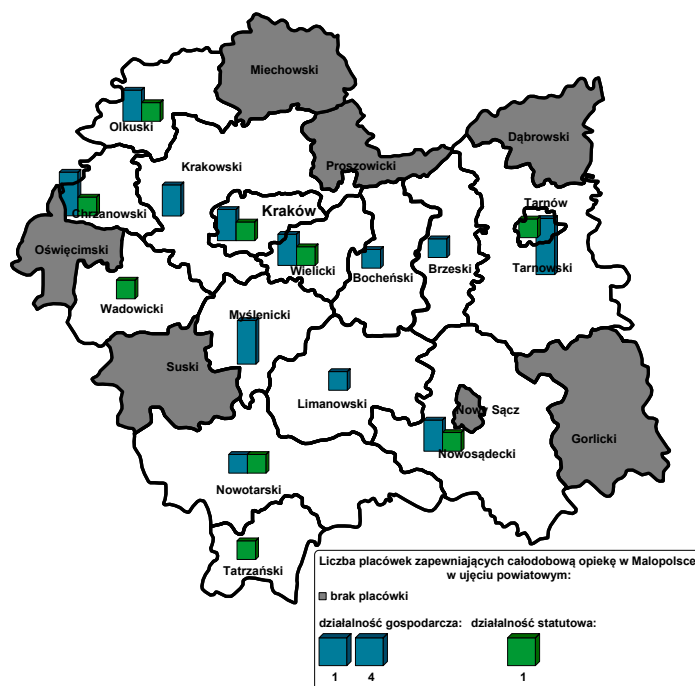 Miechowski
Olkuski
Dąbrowski
Proszowicki
Krakowski
Chrzanowski
Kraków
Tarnów
Oświęcimski
Wielicki
Bocheński
Brzeski
Tarnowski
Wadowicki
Myślenicki
Suski
Limanowski
Nowy Sącz
Gorlicki
Nowosądecki
Nowotarski
Tatrzański
Liczba placówek zapewniających całodobową opiekę w Malopolsce
w ujęciu powiatowym:
brak placówki
działalność gospodarcza: działalność statutowa:
1 4 1